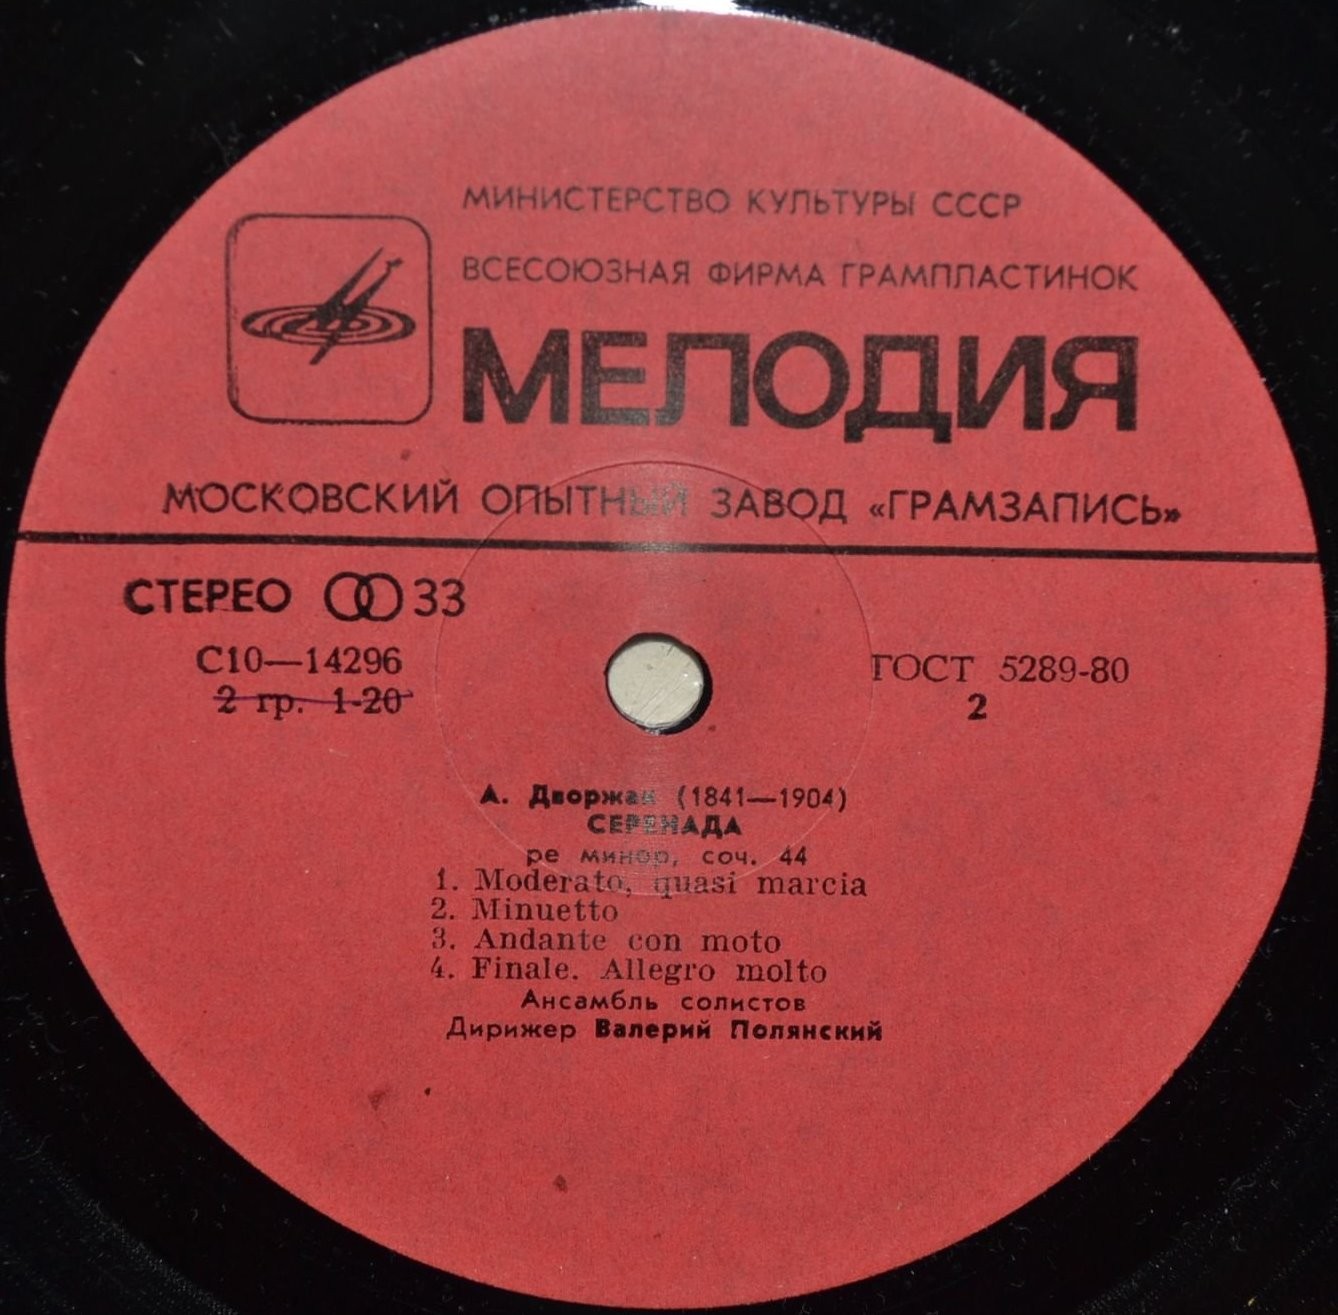 МИНИСТЕРСТВО КУЛЬТУРЫ СССР
ВСЕСОЮЗНАЯ ФИРМА ГРАМПЛАСТИНОК
МЕЛОДИЯ
МОСКОВСКИЙ ОПЫТНЫЙ ЗАВОД «ГРАМЗАПИСЬ»
СТЕРЕО 33
С10—14296
2 гр. 1-20
ГОСТ 5289-80
2
А. Дворжак (1841—1904)
СЕРЕНАДА
ре минор, соч. 44
1. Moderato, quasi marcia
2. Minuetto
3. Andante con moto
4. Finale. Allegro molto
Ансамбль солистов
Дирижер Валерий Полянский